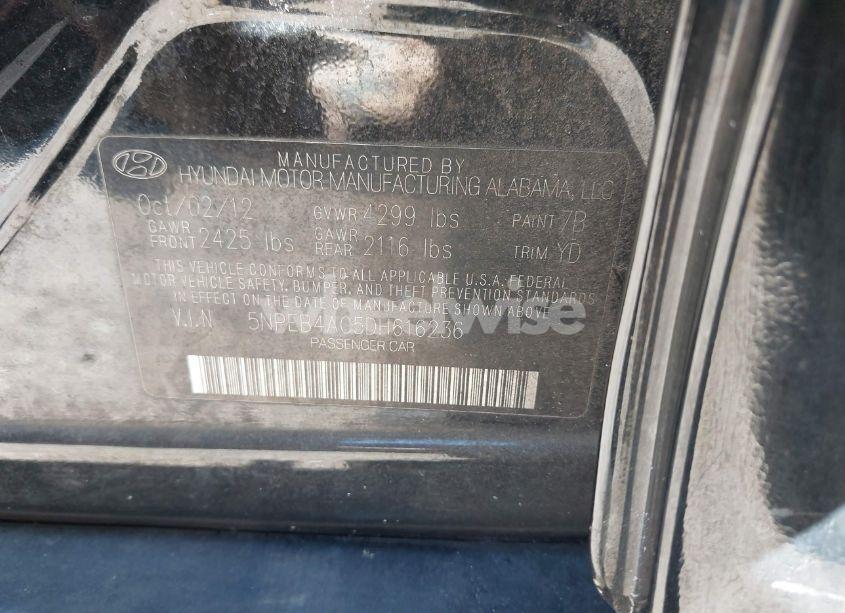 MANUFACTURED BY
HYUNDAI MOTOR MANUFACTURING ALABAMA, LLC
Oct/02/12 GVWR 4299 lbs PAINT 7B
GAWR FRONT 2425 lbs GAWR REAR 2116 lbs TRIM YD
THIS VEHICLE CONFORMS TO ALL APPLICABLE U.S.A. FEDERAL
MOTOR VEHICLE SAFETY, BUMPER, AND THEFT PREVENTION STANDARDS
IN EFFECT ON THE DATE OF MANUFACTURE SHOWN ABOVE.
V.I.N 5NPEB4AC5DH616236
PASSENGER CAR